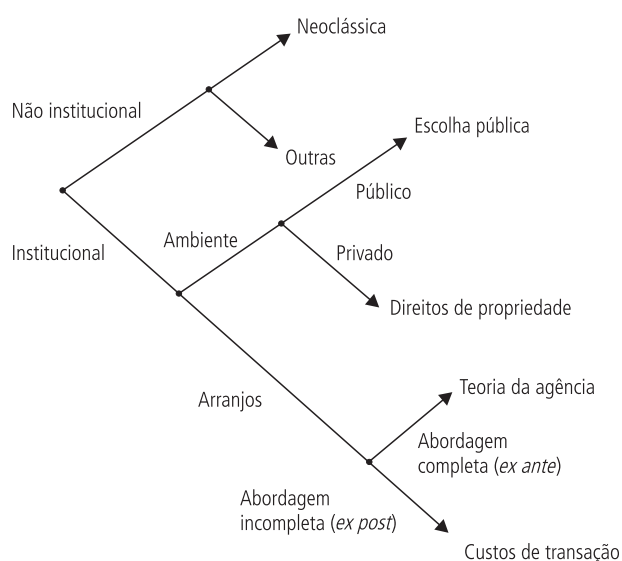 Neoclássica
Não institucional
Outras
Escolha pública
Público
Ambiente
Institucional
Privado
Direitos de propriedade
Arranjos
Teoria da agência
Abordagem
completa (ex ante)
Abordagem
incompleta (ex post)
Custos de transação